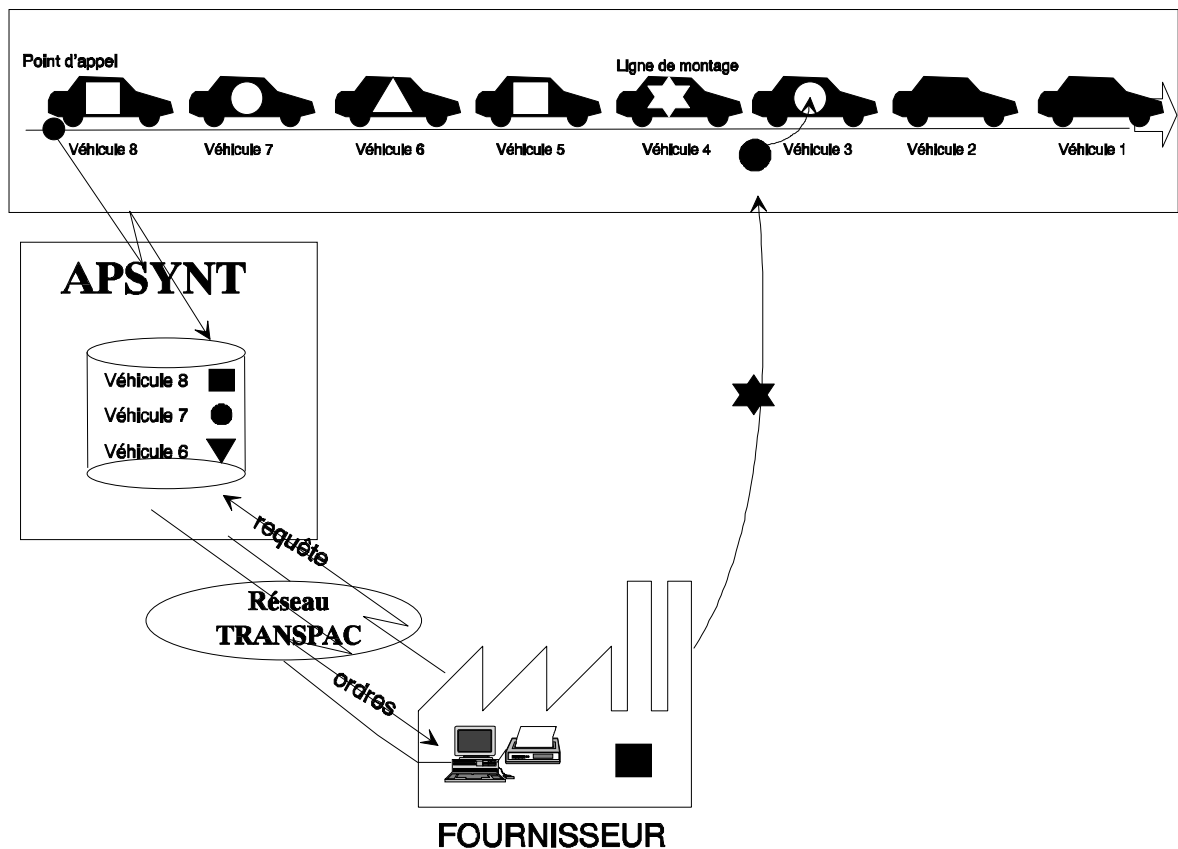 Point d'appel
Ligne de montage
Véhicule 8
Véhicule 7
Véhicule 6
Véhicule 5
Véhicule 4
Véhicule 3
Véhicule 2
Véhicule 1
APSYNT
Véhicule 8
Véhicule 7
Véhicule 6
requête
Réseau
TRANSPAC
ordres
FOURNISSEUR